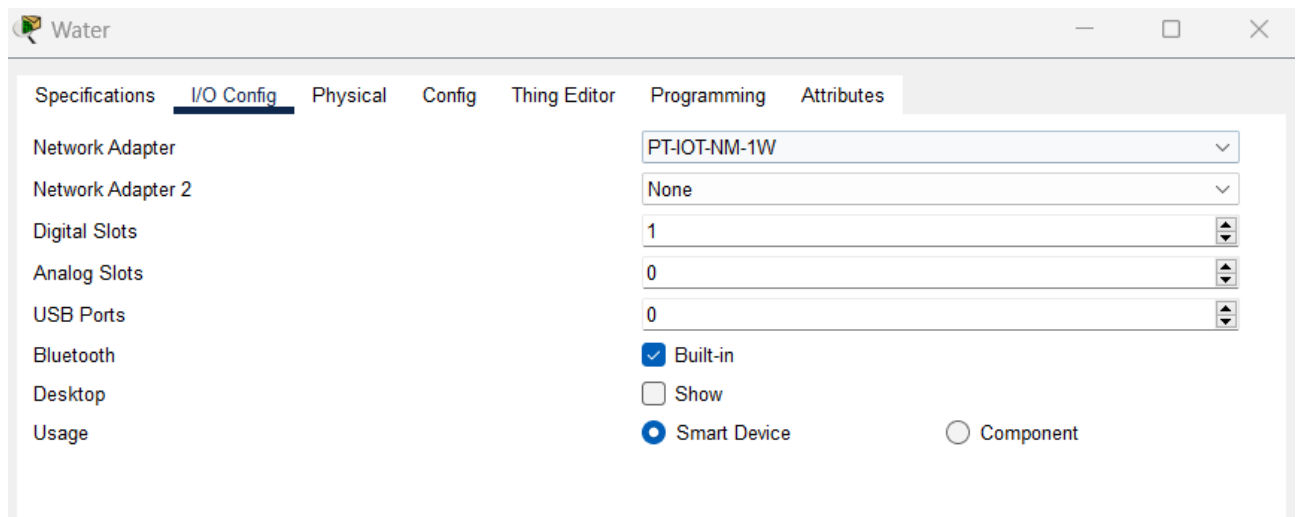 Water
Specifications I/O Config Physical Config Thing Editor Programming Attributes
Network Adapter PT-IOT-NM-1W
Network Adapter 2 None
Digital Slots 1
Analog Slots 0
USB Ports 0
Bluetooth Built-in
Desktop Show
Usage Smart Device Component